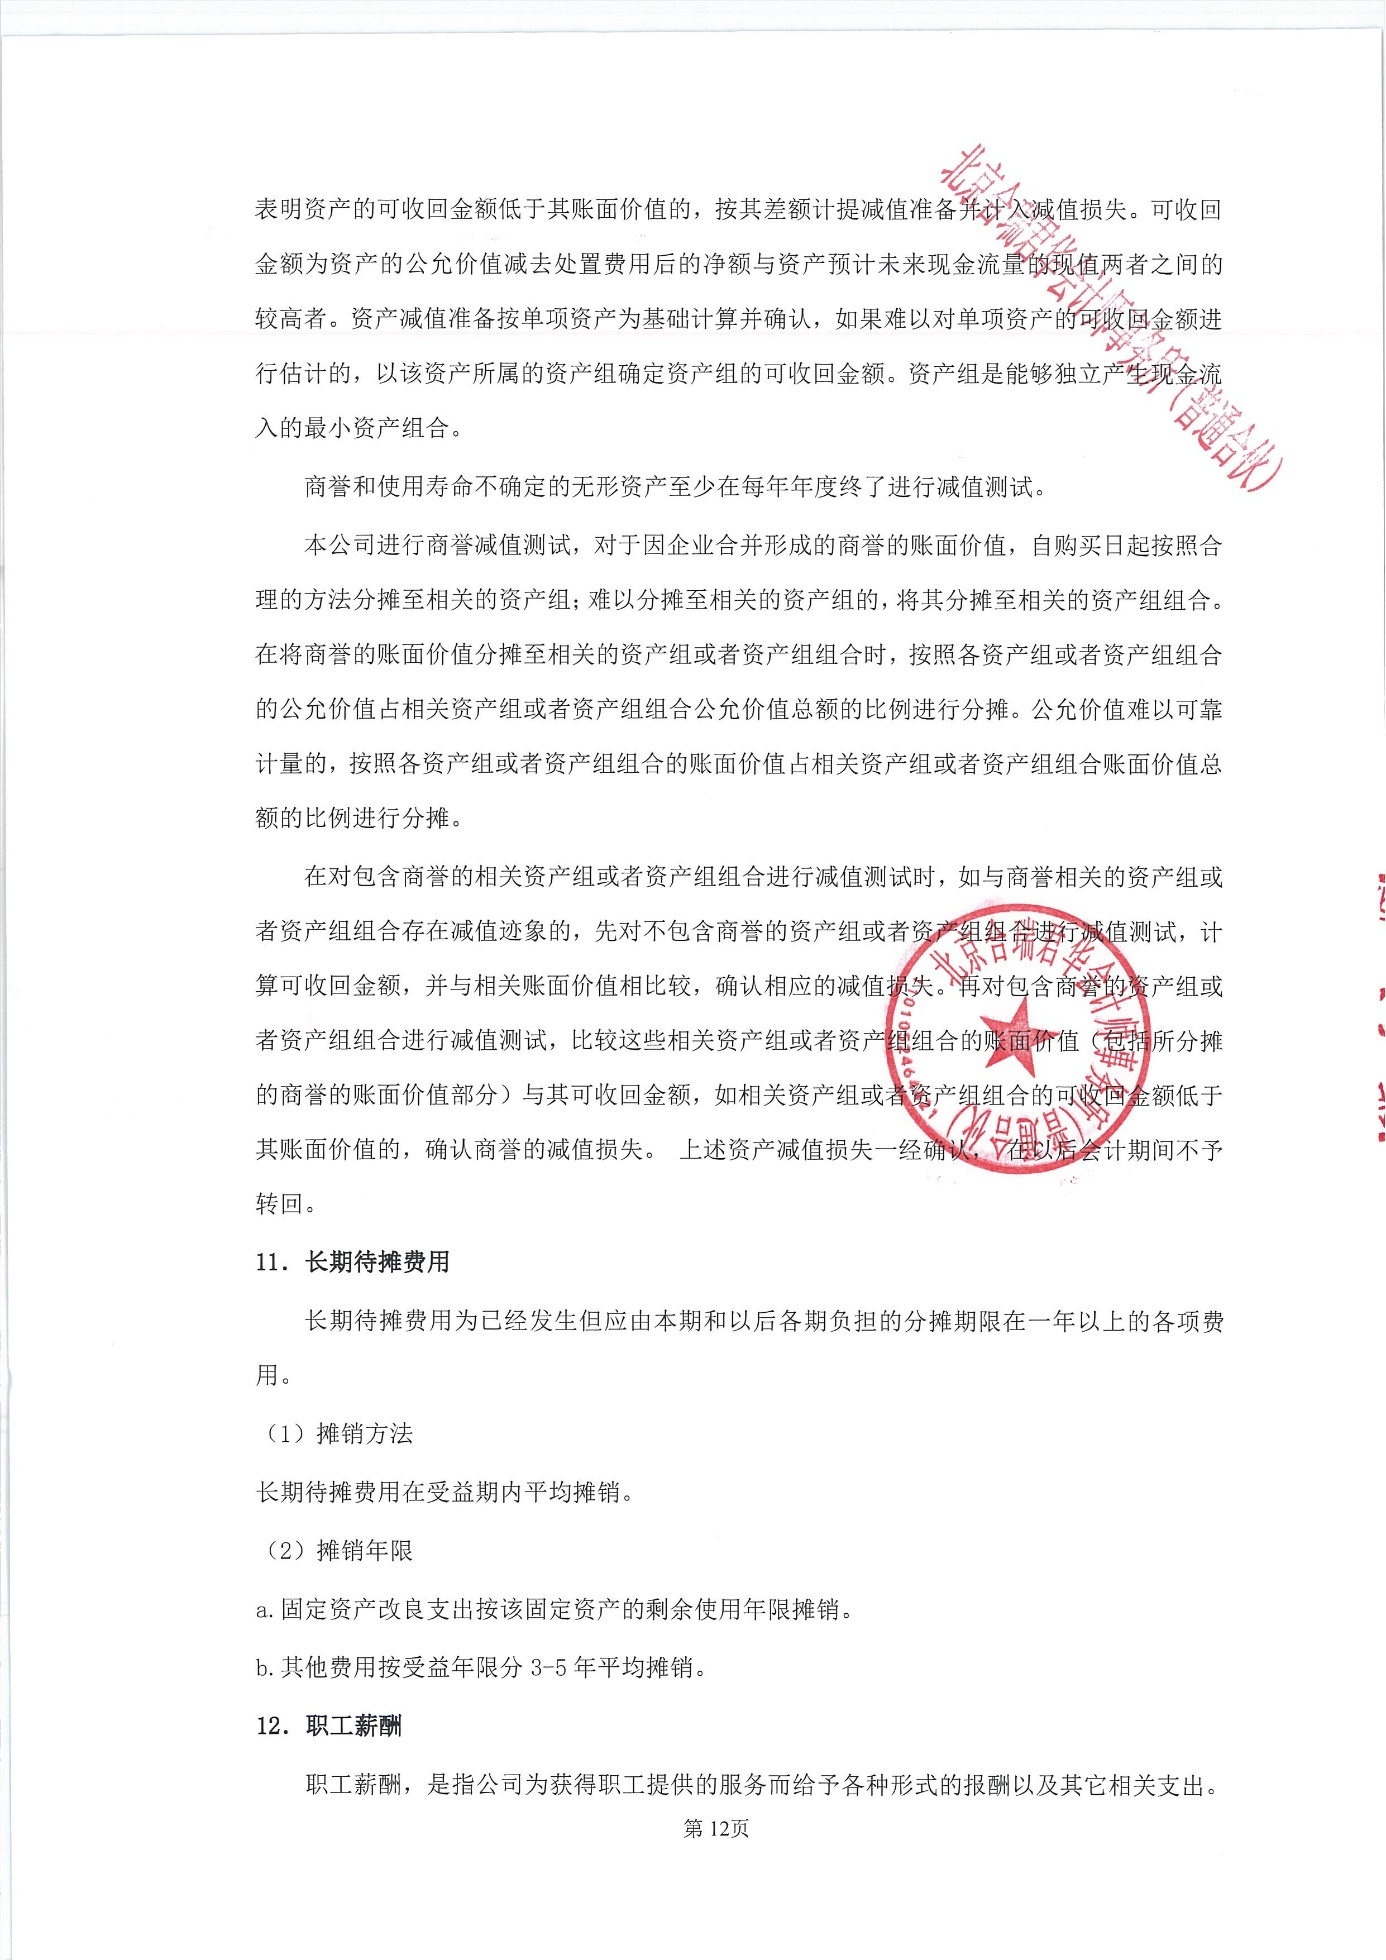 北京合瑞君华会计师事务所（普通合伙）
表明资产的可收回金额低于其账面价值的，按其差额计提减值准备并计入减值损失。可收回
金额为资产的公允价值减去处置费用后的净额与资产预计未来现金流量的现值两者之间的
较高者。资产减值准备按单项资产为基础计算并确认，如果难以对单项资产的可收回金额进
行估计的，以该资产所属的资产组确定资产组的可收回金额。资产组是能够独立产生现金流
入的最小资产组合。
商誉和使用寿命不确定的无形资产至少在每年年度终了进行减值测试。
本公司进行商誉减值测试，对于因企业合并形成的商誉的账面价值，自购买日起按照合
理的方法分摊至相关的资产组；难以分摊至相关的资产组的，将其分摊至相关的资产组组合。
在将商誉的账面价值分摊至相关的资产组或者资产组组合时，按照各资产组或者资产组组合
的公允价值占相关资产组或者资产组组合公允价值总额的比例进行分摊。公允价值难以可靠
计量的，按照各资产组或者资产组组合的账面价值占相关资产组或者资产组组合账面价值总
额的比例进行分摊。
在对包含商誉的相关资产组或者资产组组合进行减值测试时，如与商誉相关的资产组或
者资产组组合存在减值迹象的，先对不包含商誉的资产组或者资产组组合进行减值测试，计
算可收回金额，并与相关账面价值相比较，确认相应的减值损失。再对包含商誉的资产组或
者资产组组合进行减值测试，比较这些相关资产组或者资产组组合的账面价值（包括所分摊
的商誉的账面价值部分）与其可收回金额，如相关资产组或者资产组组合的可收回金额低于
其账面价值的，确认商誉的减值损失。 上述资产减值损失一经确认， 在以后会计期间不予
转回。
北京合瑞君华会计师事务所（普通合伙）
11．长期待摊费用
长期待摊费用为已经发生但应由本期和以后各期负担的分摊期限在一年以上的各项费
用。
（1）摊销方法
长期待摊费用在受益期内平均摊销。
（2）摊销年限
a.固定资产改良支出按该固定资产的剩余使用年限摊销。
b.其他费用按受益年限分 3-5 年平均摊销。
12．职工薪酬
职工薪酬，是指公司为获得职工提供的服务而给予各种形式的报酬以及其它相关支出。
第 12页